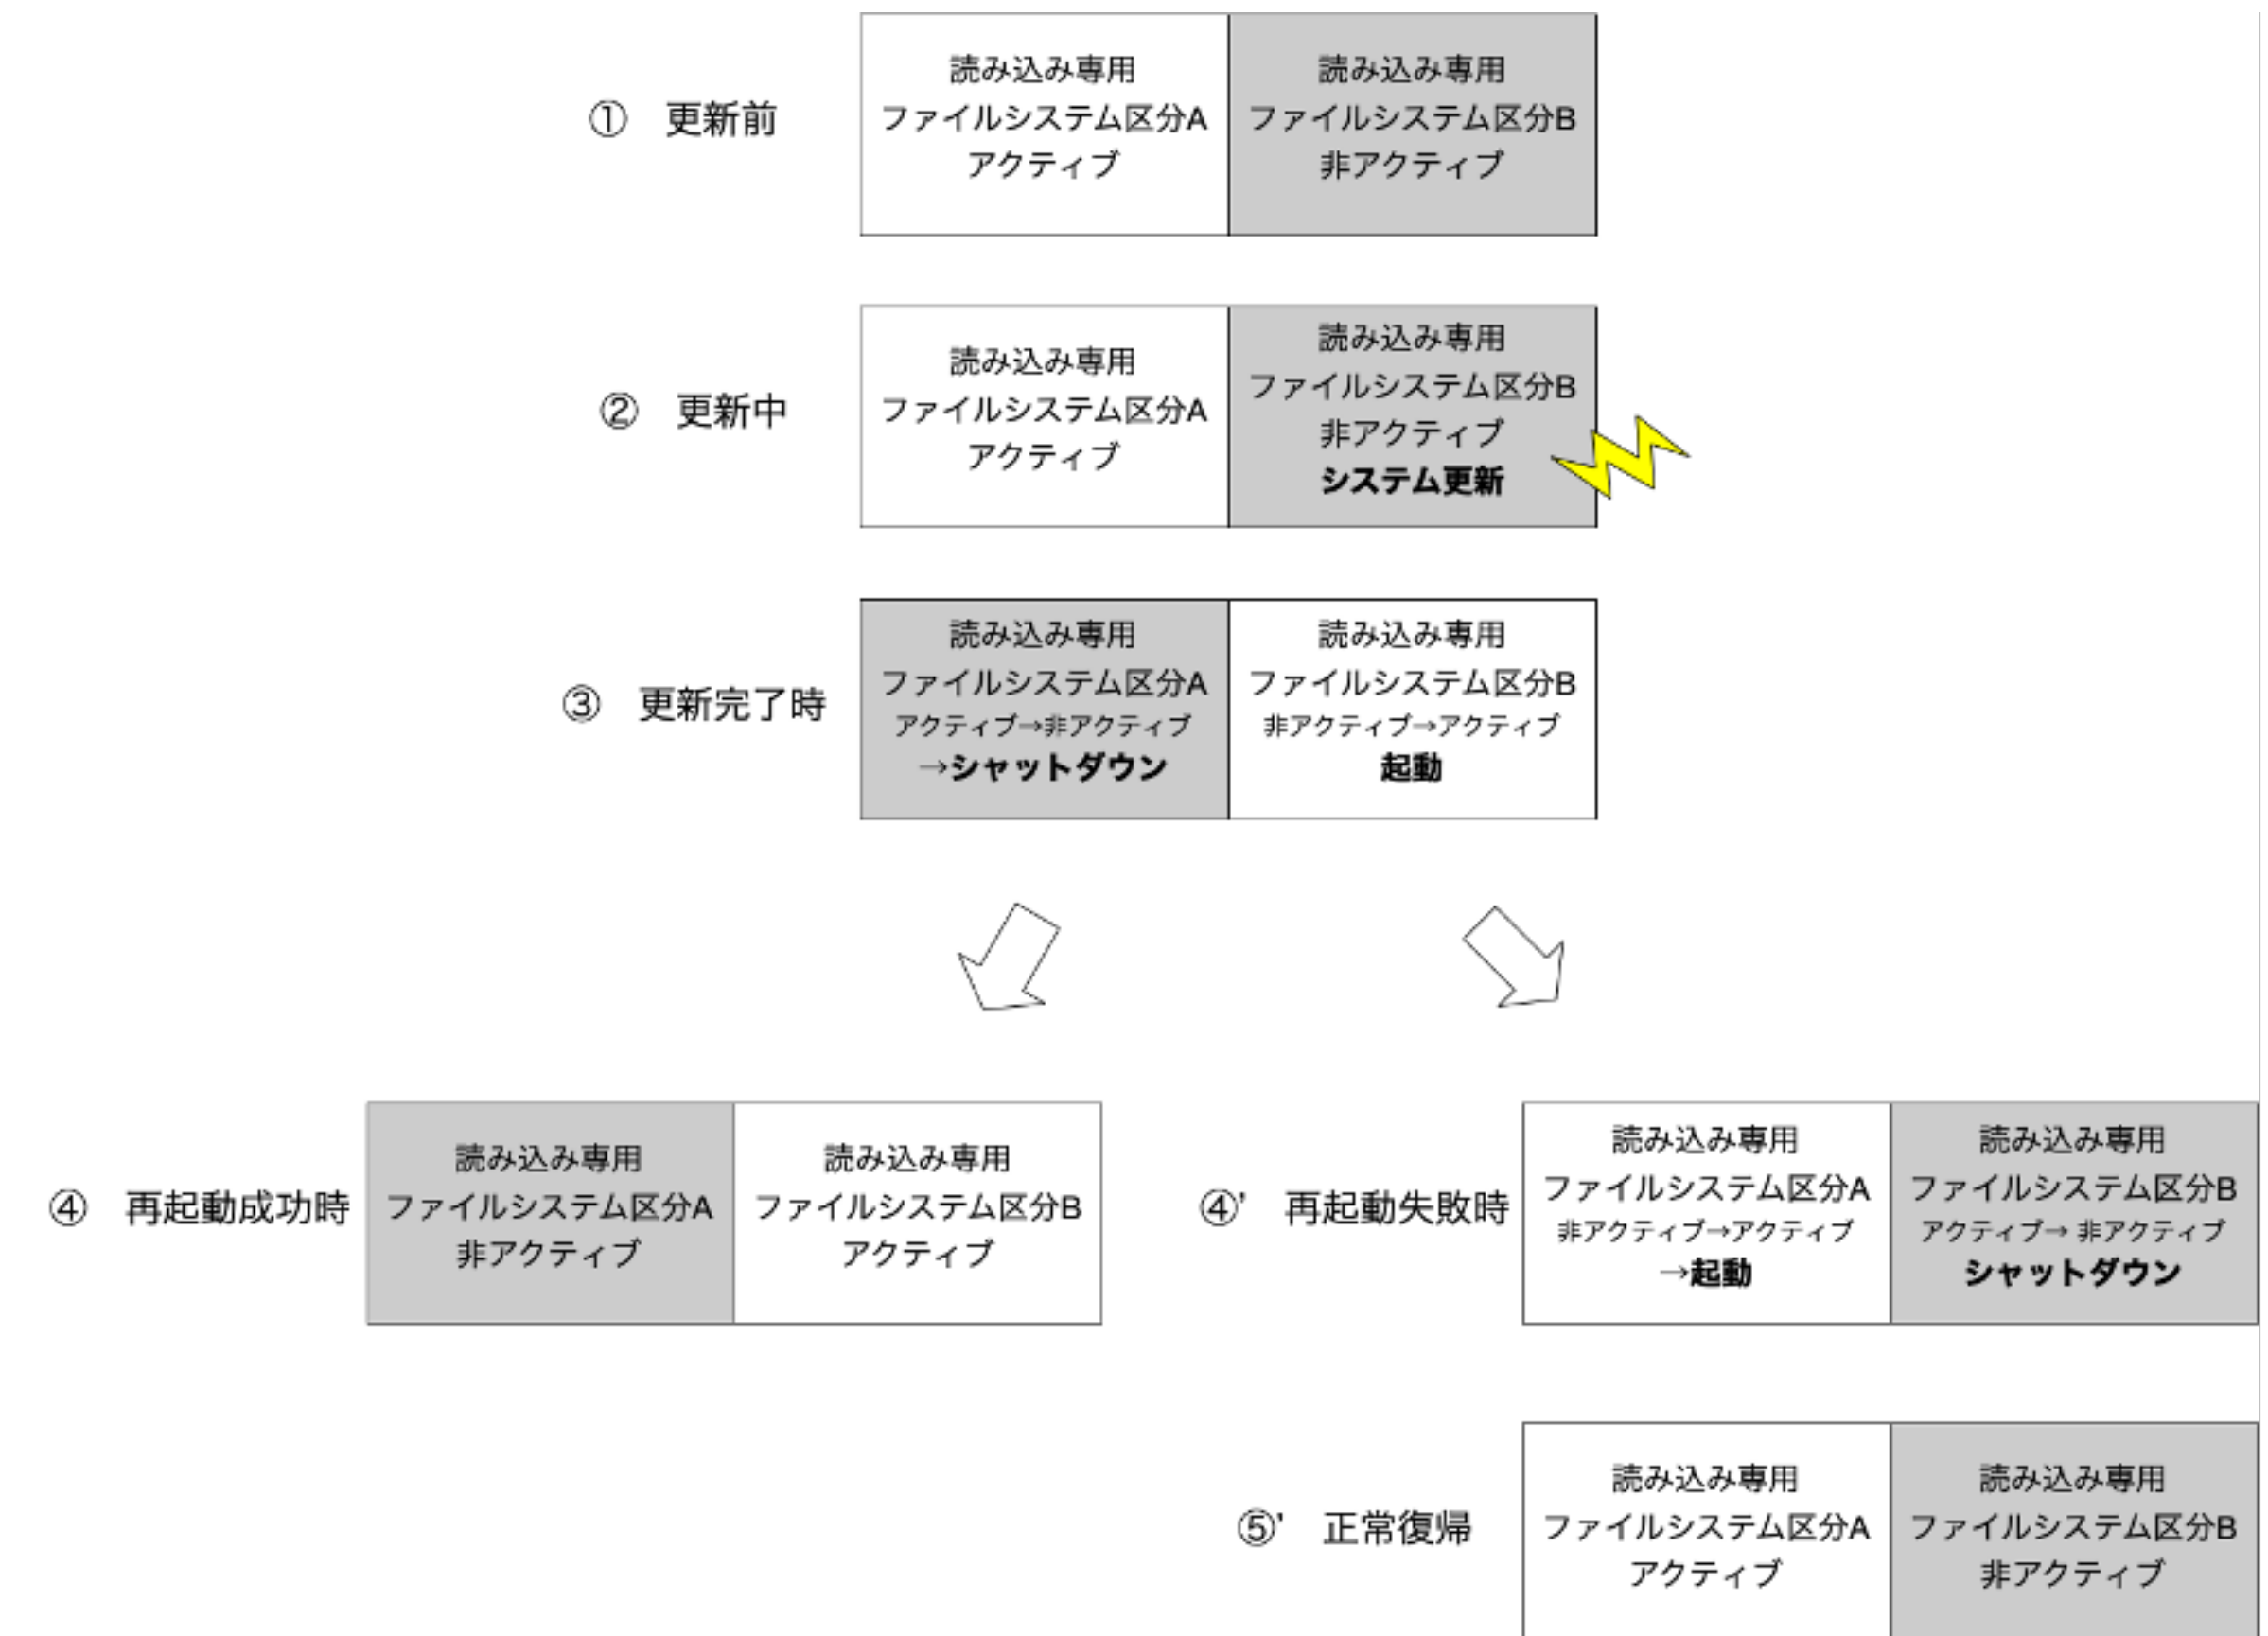 ① 更新前
読み込み専用
ファイルシステム区分A
アクティブ
読み込み専用
ファイルシステム区分B
非アクティブ
② 更新中
読み込み専用
ファイルシステム区分A
アクティブ
読み込み専用
ファイルシステム区分B
非アクティブ
システム更新
③ 更新完了時
読み込み専用
ファイルシステム区分A
アクティブ→非アクティブ
→シャットダウン
読み込み専用
ファイルシステム区分B
非アクティブ→アクティブ
起動
④ 再起動成功時
読み込み専用
ファイルシステム区分A
非アクティブ
読み込み専用
ファイルシステム区分B
アクティブ
④' 再起動失敗時
読み込み専用
ファイルシステム区分A
非アクティブ→アクティブ
→起動
読み込み専用
ファイルシステム区分B
アクティブ→ 非アクティブ
シャットダウン
⑤' 正常復帰
読み込み専用
ファイルシステム区分A
アクティブ
読み込み専用
ファイルシステム区分B
非アクティブ